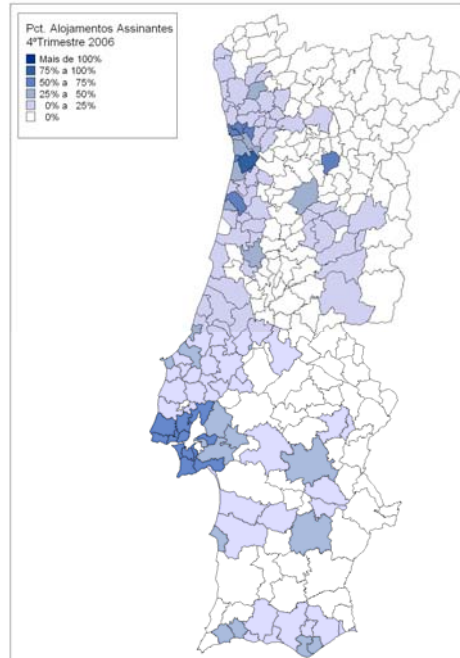 Pct. Alojamentos Assinantes
4ºTrimestre 2006
Mais de 100%
75% a 100%
50% a 75%
25% a 50%
0% a 25%
0%